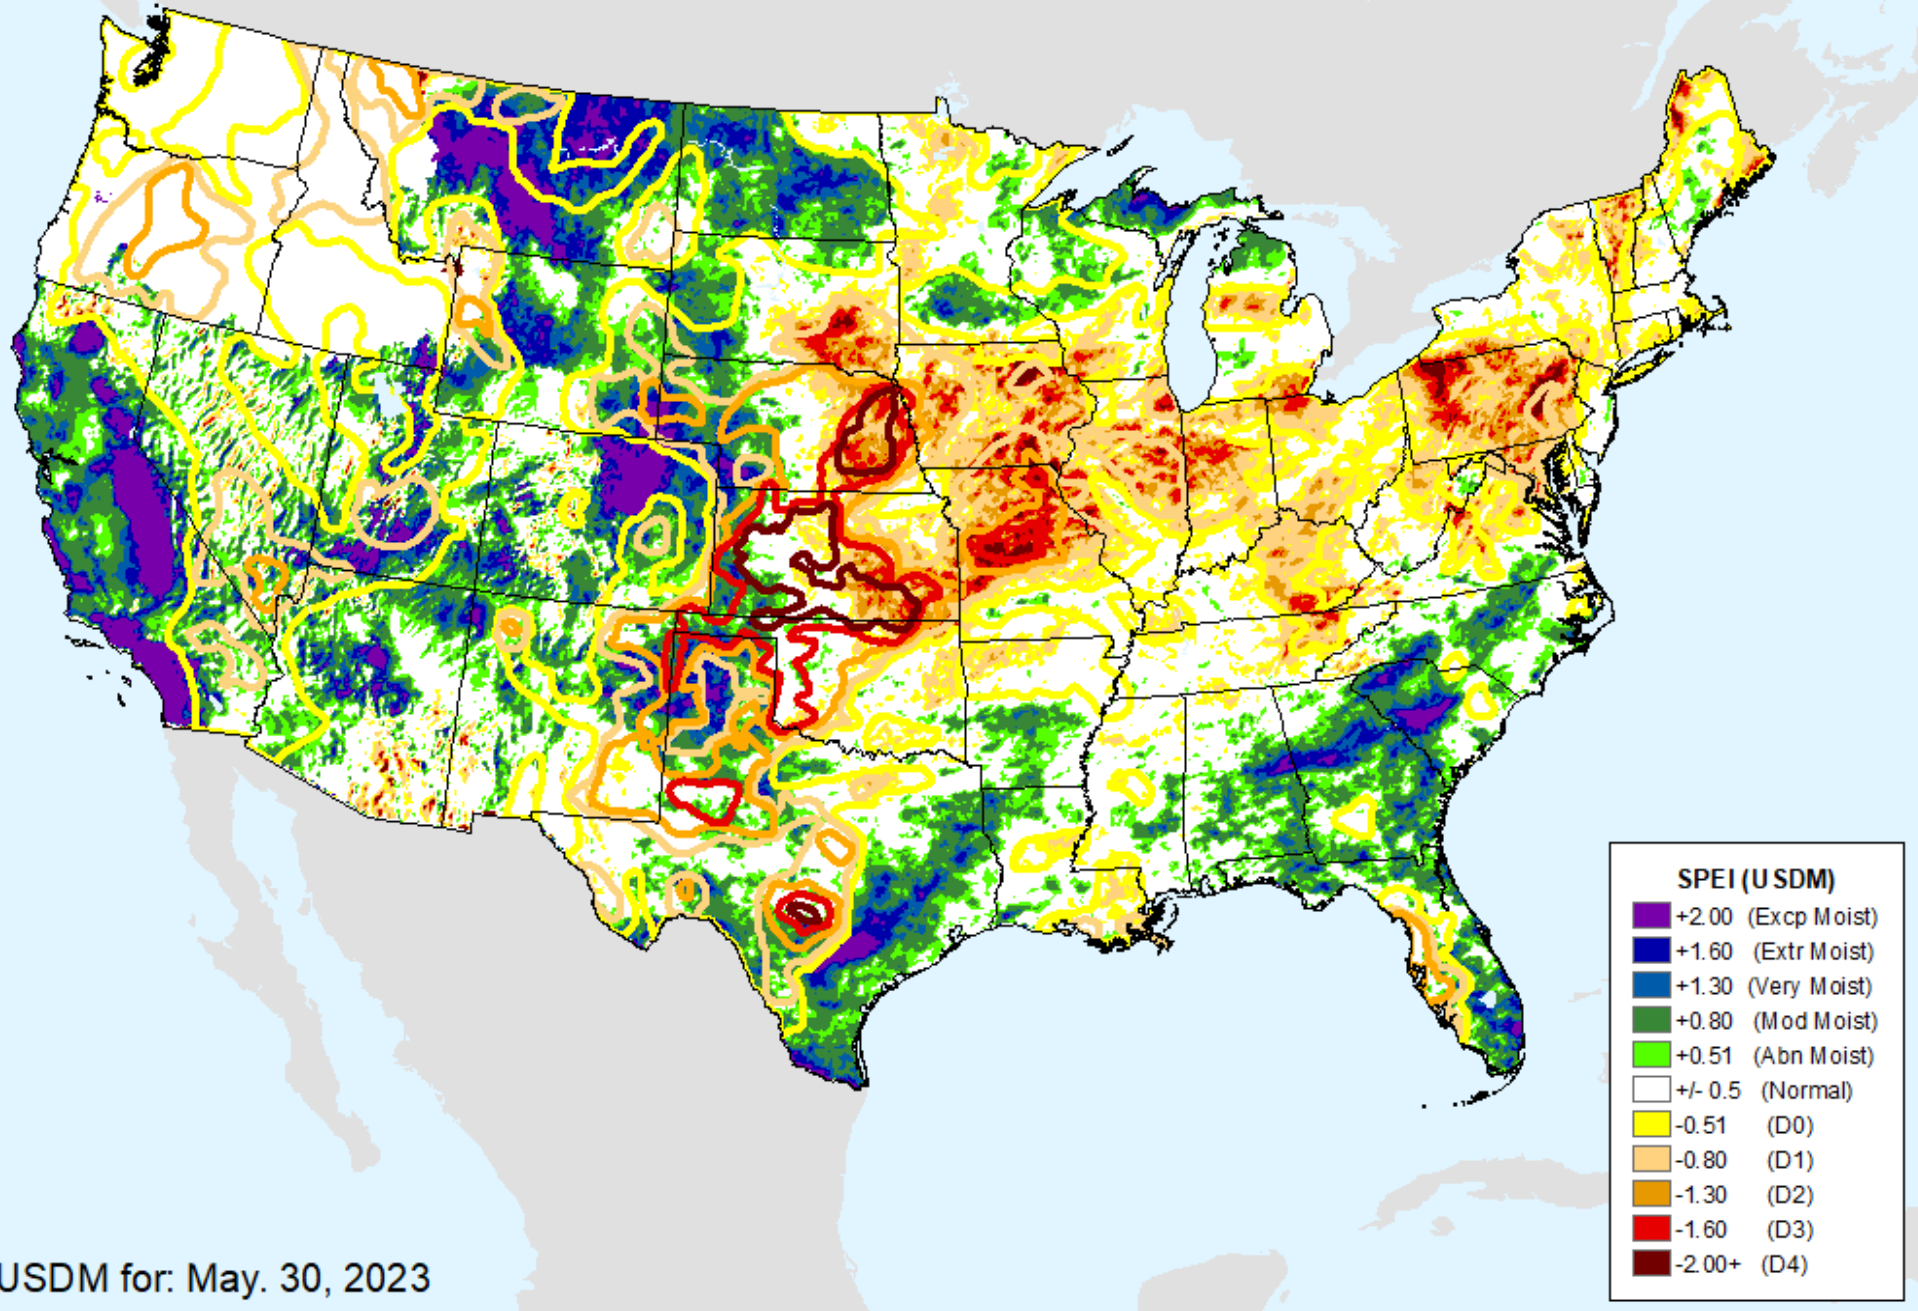 SPEI (USDM)
+2.00 (Excp Moist)
+1.60 (Extr Moist)
+1.30 (Very Moist)
+0.80 (Mod Moist)
+0.51 (Abn Moist)
+/- 0.5 (Normal)
-0.51 (D0)
-0.80 (D1)
-1.30 (D2)
-1.60 (D3)
-2.00+ (D4)
USDM for: May. 30, 2023